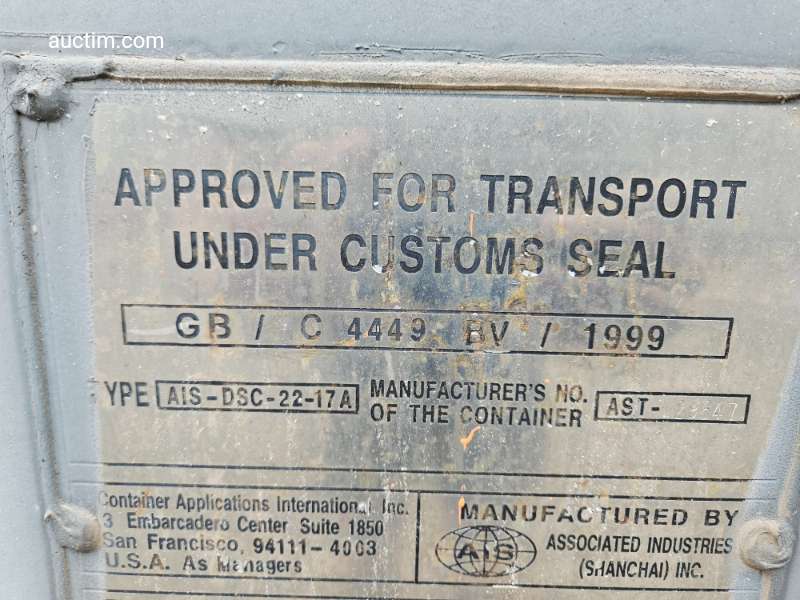 auctim.com
APPROVED FOR TRANSPORT
UNDER CUSTOMS SEAL
GB / C 4449 BV / 1999
YPE AIS-DSC-22-17A
MANUFACTURER'S NO.
OF THE CONTAINER
AST-
Container Applications International, Inc.
3 Embarcadero Center Suite 1850
San Francisco, 94111-4003
U.S.A. As Managers
MANUFACTURED BY
AIS
ASSOCIATED INDUSTRIES
(SHANGHAI) INC.